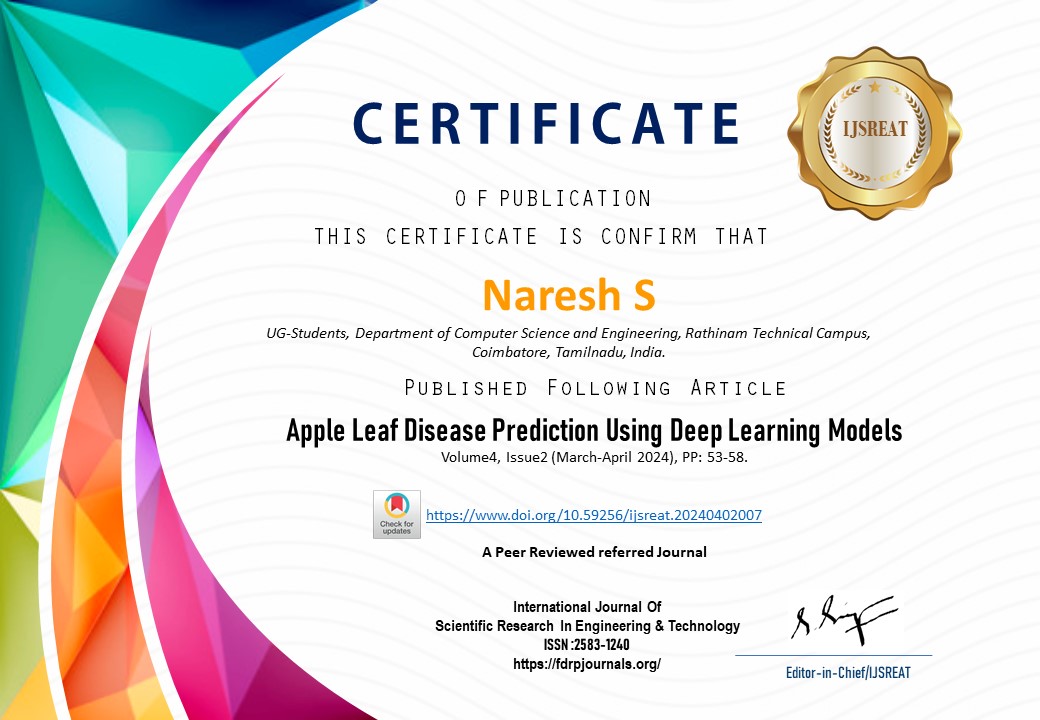 CERTIFICATE
IJSREAT
O F PUBLICATION
THIS CERTIFICATE IS CONFIRM THAT
Naresh S
UG-Students, Department of Computer Science and Engineering, Rathinam Technical Campus,
Coimbatore, Tamilnadu, India.
Published Following Article
Apple Leaf Disease Prediction Using Deep Learning Models
Volume4, Issue2 (March-April 2024), PP: 53-58.
Check for
updates
https://www.doi.org/10.59256/ijsreat.20240402007
A Peer Reviewed referred Journal
International Journal Of
Scientific Research In Engineering & Technology
ISSN :2583-1240
https://fdrpjournals.org/
Editor-in-Chief/IJSREAT